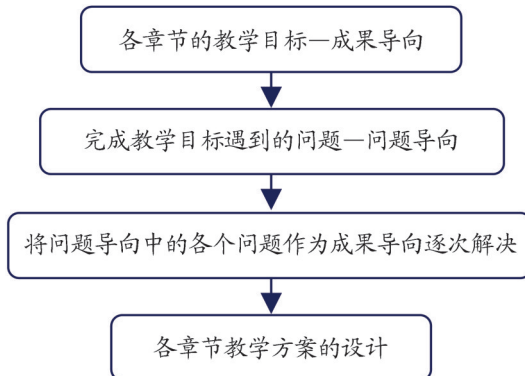 各章节的教学目标—成果导向
完成教学目标遇到的问题—问题导向
将问题导向中的各个问题作为成果导向逐次解决
各章节教学方案的设计